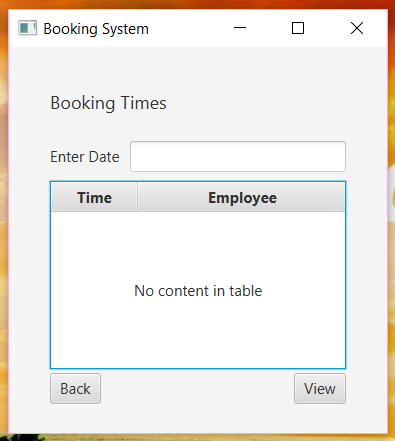 Booking System
Booking Times
Enter Date
Time Employee
No content in table
Back View